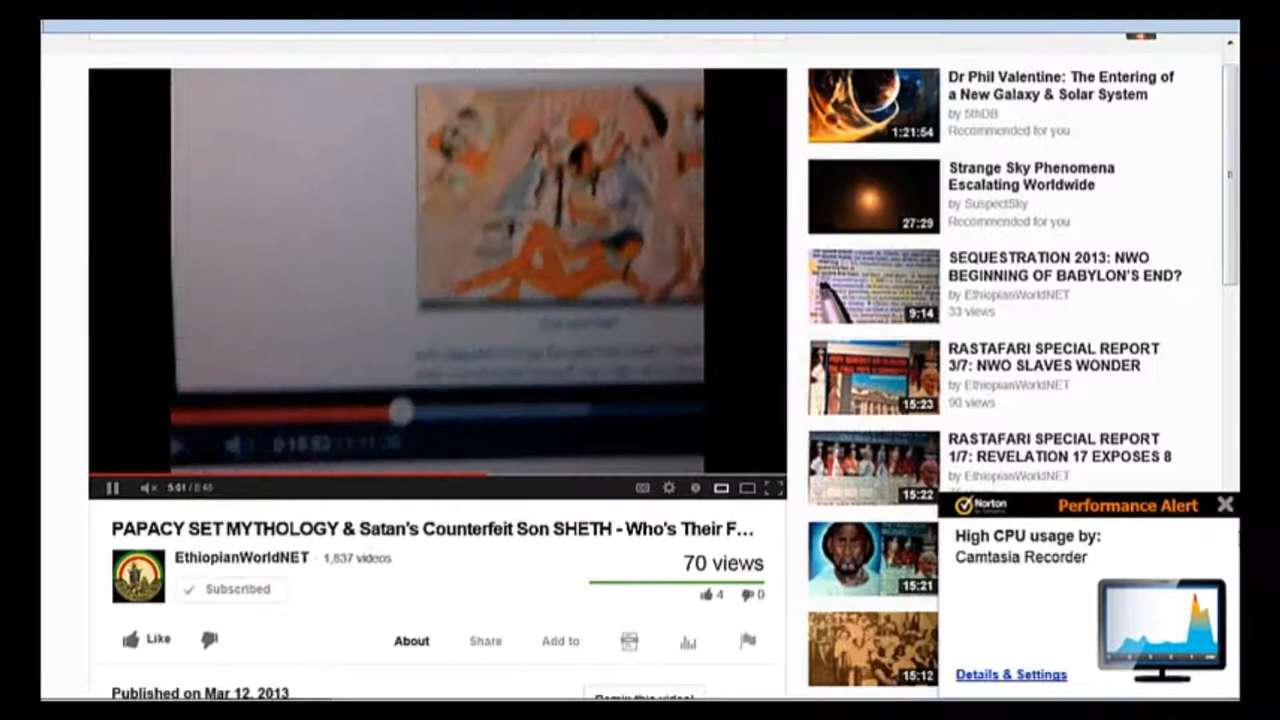 5:01 / 8:48
PAPACY SET MYTHOLOGY & Satan's Counterfeit Son SHETH - Who's Their F...
EthiopianWorldNET · 1,837 videos
Subscribed
70 views
4
0
Like
About
Share
Add to
Published on Mar 12, 2013
Remix this video!
1:21:54
Dr Phil Valentine: The Entering of
a New Galaxy & Solar System
by 5thDB
Recommended for you
27:29
Strange Sky Phenomena
Escalating Worldwide
by SuspectSky
Recommended for you
9:14
SEQUESTRATION 2013: NWO
BEGINNING OF BABYLON'S END?
by EthiopianWorldNET
33 views
15:23
RASTAFARI SPECIAL REPORT
3/7: NWO SLAVES WONDER
by EthiopianWorldNET
90 views
15:22
RASTAFARI SPECIAL REPORT
1/7: REVELATION 17 EXPOSES 8
by EthiopianWorldNET
15:21
15:12
Norton
Performance Alert
High CPU usage by:
Camtasia Recorder
Details & Settings